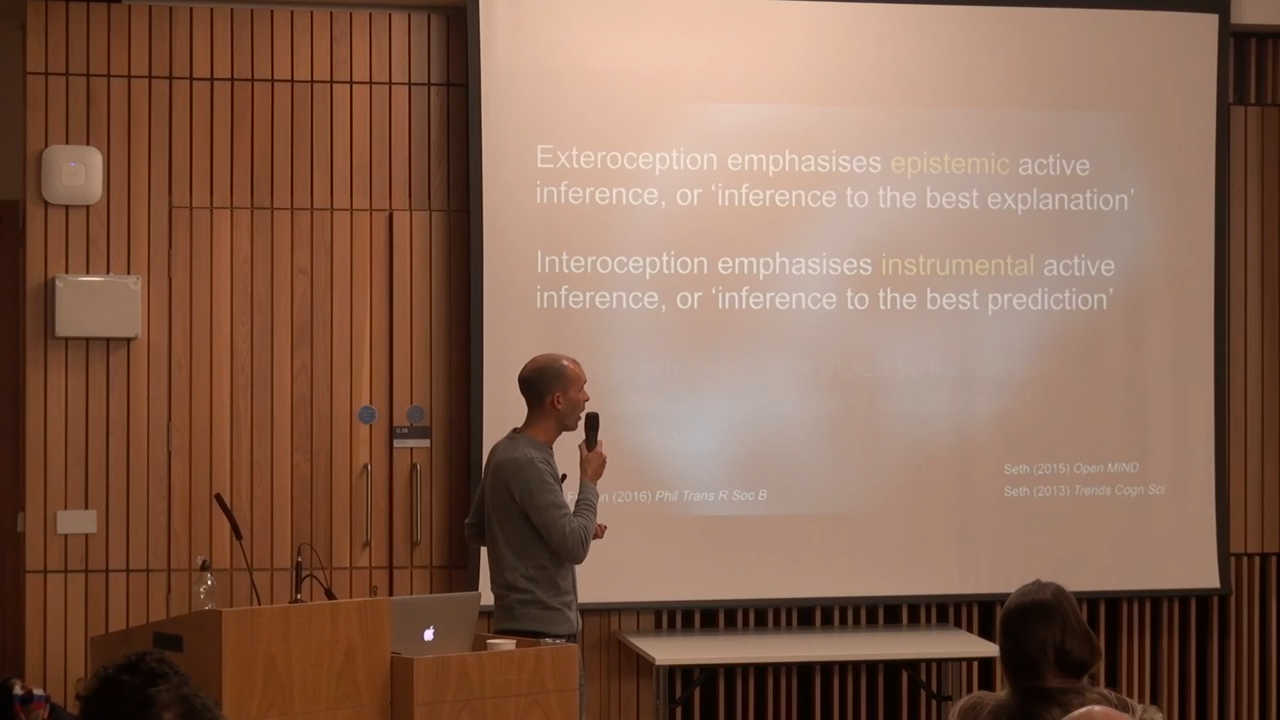 Exteroception emphasises epistemic active
inference, or ‘inference to the best explanation’
Interoception emphasises instrumental active
inference, or ‘inference to the best prediction’
Seth (2015) Open MIND
Seth (2013) Trends Cogn Sci
(2016) Phil Trans R Soc B